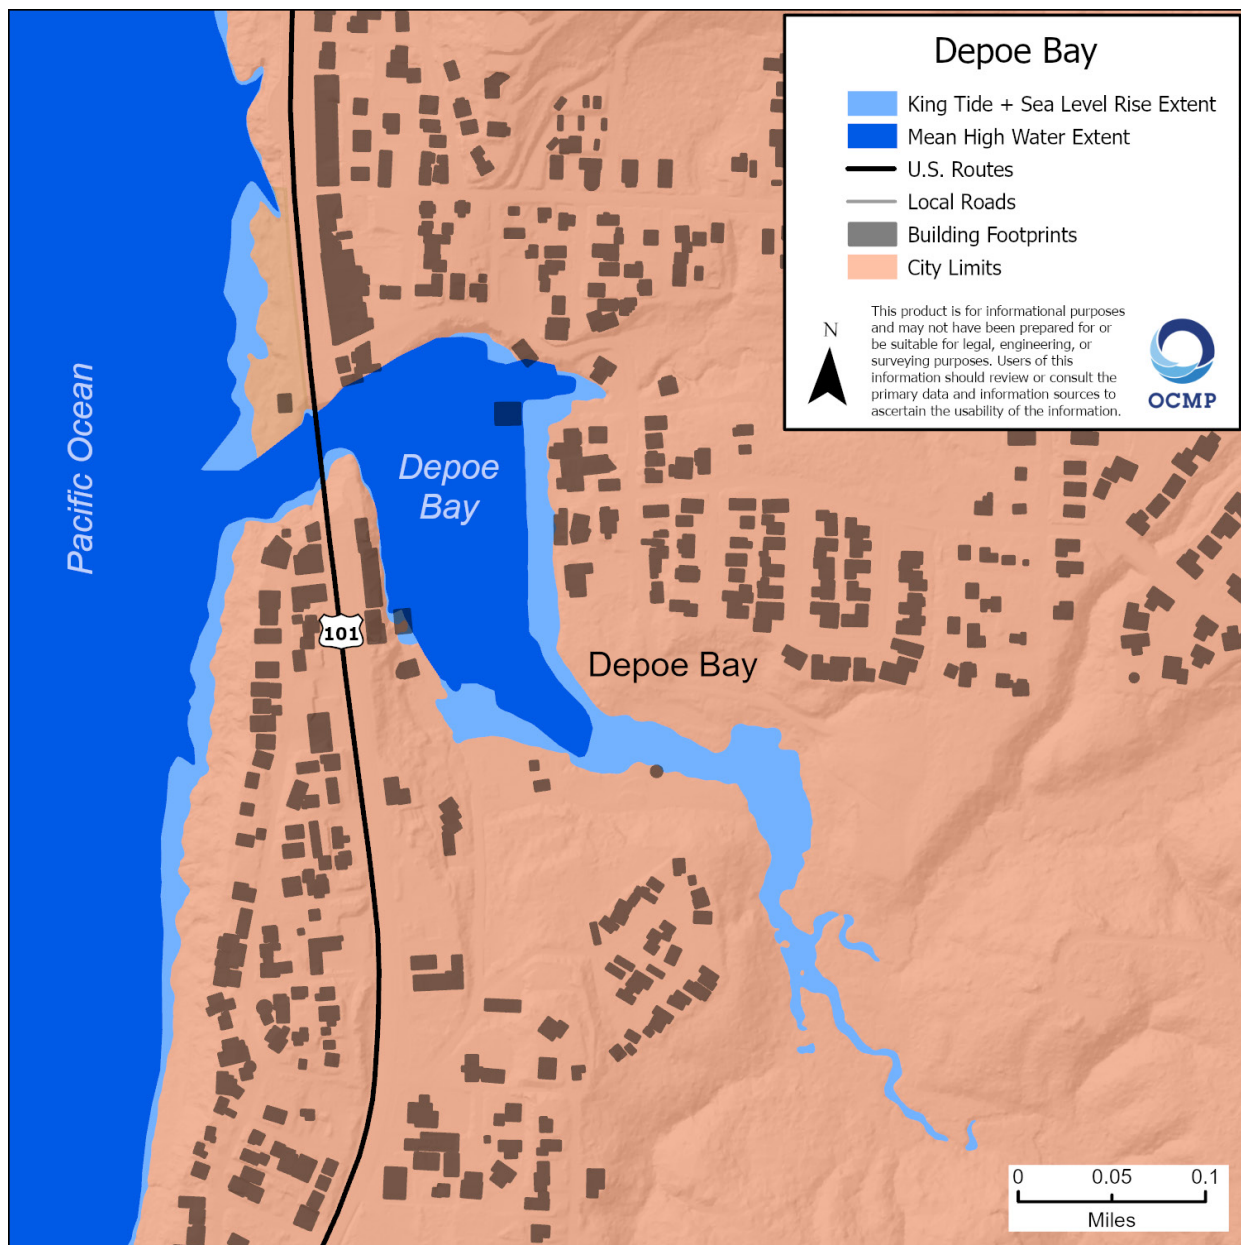 Depoe Bay
King Tide + Sea Level Rise Extent
Mean High Water Extent
U.S. Routes
Local Roads
Building Footprints
City Limits
N
This product is for informational purposes
and may not have been prepared for or
be suitable for legal, engineering, or
surveying purposes. Users of this
information should review or consult the
primary data and information sources to
ascertain the usability of the information.
OCMP
Pacific Ocean
Depoe
Bay
101
Depoe Bay
0 0.05 0.1
Miles